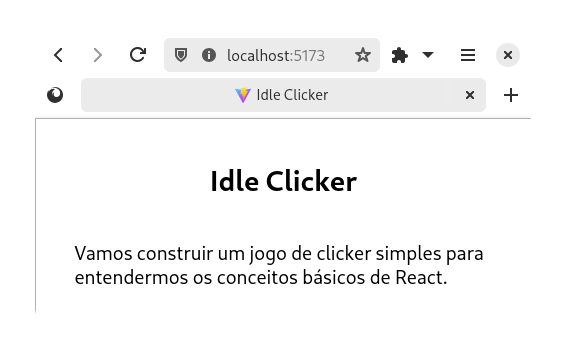 localhost:5173
Idle Clicker
Idle Clicker
Vamos construir um jogo de clicker simples para
entendermos os conceitos básicos de React.